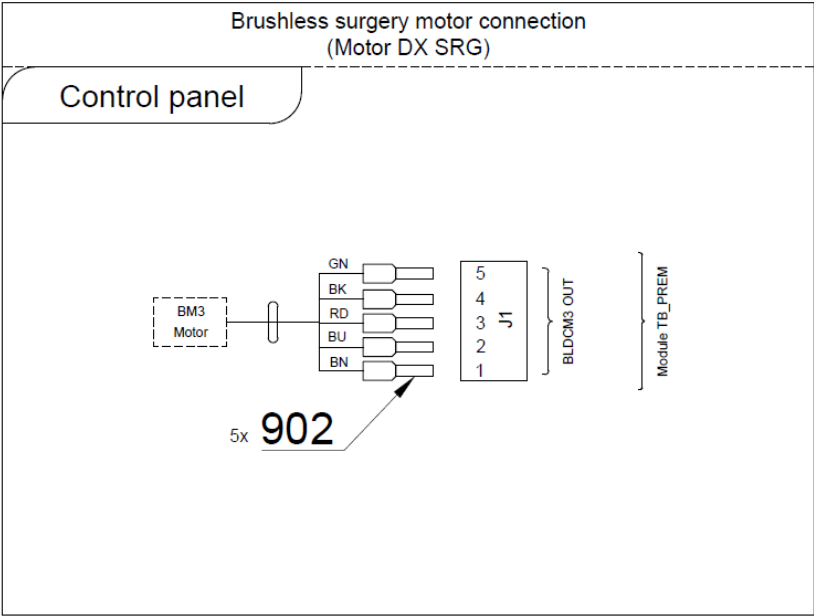 Brushless surgery motor connection
(Motor DX SRG)
Control panel
GN
BK
RD
BU
BN
BM3
Motor
5
4
3
2
1
J1
BLDCM3 OUT
Module TB_PREM
5x 902